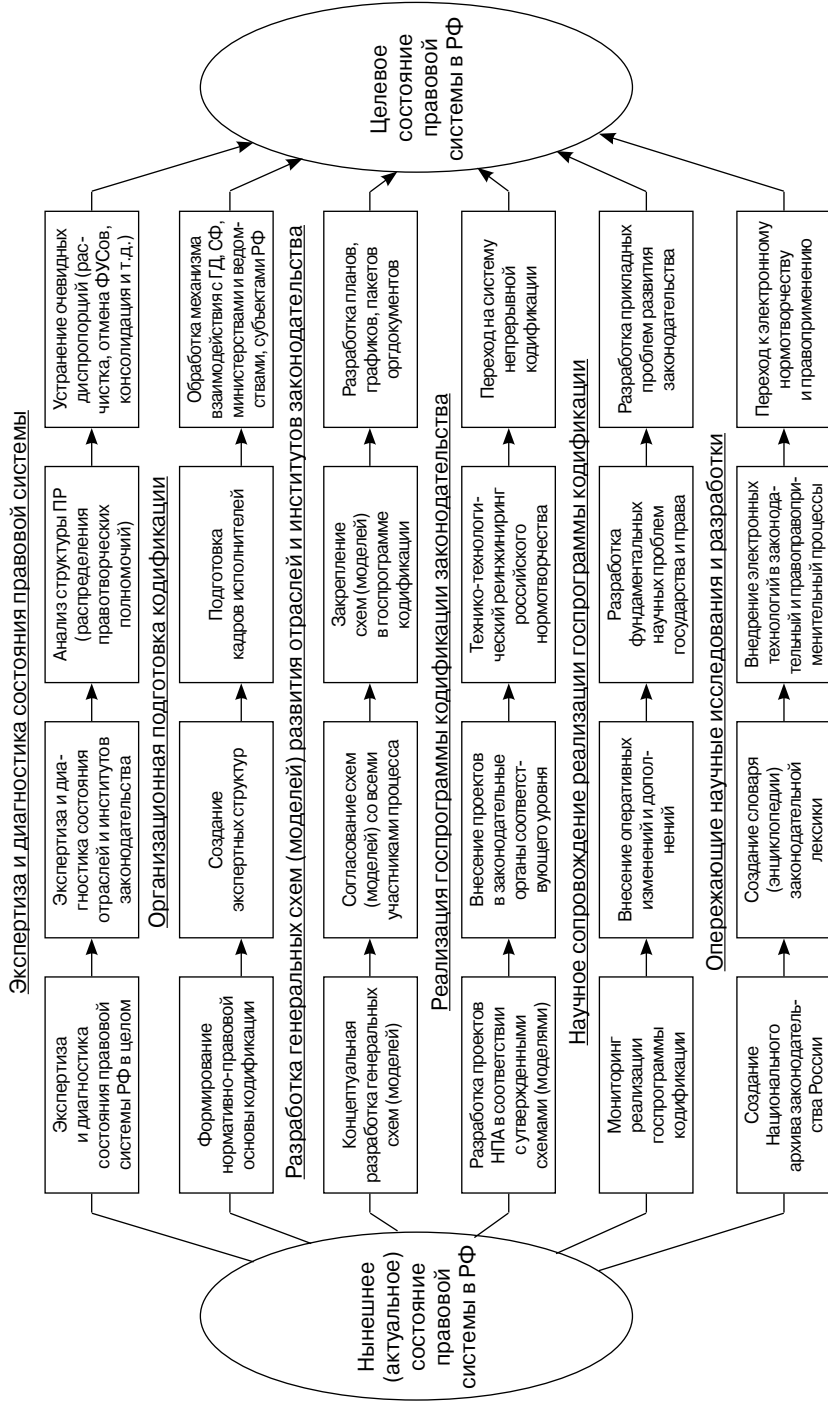 Нынешнее
(актуальное)
состояние
правовой
системы в РФ
Экспертиза и диагностика состояния правовой системы
Экспертиза
и диагностика
состояния правовой
системы РФ в целом
Экспертиза и диа-
гностика состояния
отраслей и институтов
законодательства
Анализ структуры ПР
(распределения
правотворческих
полномочий)
Устранение очевидных
диспропорций (рас-
чистка, отмена ФУСов,
консолидация и т.д.)
Организационная подготовка кодификации
Формирование
нормативно-правовой
основы кодификации
Создание
экспертных структур
Подготовка
кадров исполнителей
Обработка механизма
взаимодействия с ГД, СФ,
министерствами и ведом-
ствами, субъектами РФ
Разработка генеральных схем (моделей) развития отраслей и институтов законодательства
Концептуальная
разработка генеральных
схем (моделей)
Согласование схем
(моделей) со всеми
участниками процесса
Закрепление
схем (моделей)
в госпрограмме
кодификации
Разработка планов,
графиков, пакетов
оргдокументов
Реализация госпрограммы кодификации законодательства
Разработка проектов
НПА в соответствии
с утвержденными
схемами (моделями)
Внесение проектов
в законодательные
органы соответст-
вующего уровня
Технико-технологи-
ческий реинжиниринг
российского
нормотворчества
Переход на систему
непрерывной
кодификации
Научное сопровождение реализации госпрограммы кодификации
Мониторинг
реализации
госпрограммы
кодификации
Внесение оперативных
изменений и допол-
нений
Разработка
фундаментальных
научных проблем
государства и права
Разработка прикладных
проблем развития
законодательства
Опережающие научные исследования и разработки
Создание
Национального
архива законодатель-
ства России
Создание словаря
(энциклопедии)
законодательной
лексики
Внедрение электронных
технологий в законода-
тельный и правоправопри-
менительный процессы
Переход к электронному
нормотворчеству
и правоприменению
Целевое
состояние
правовой
системы в РФ